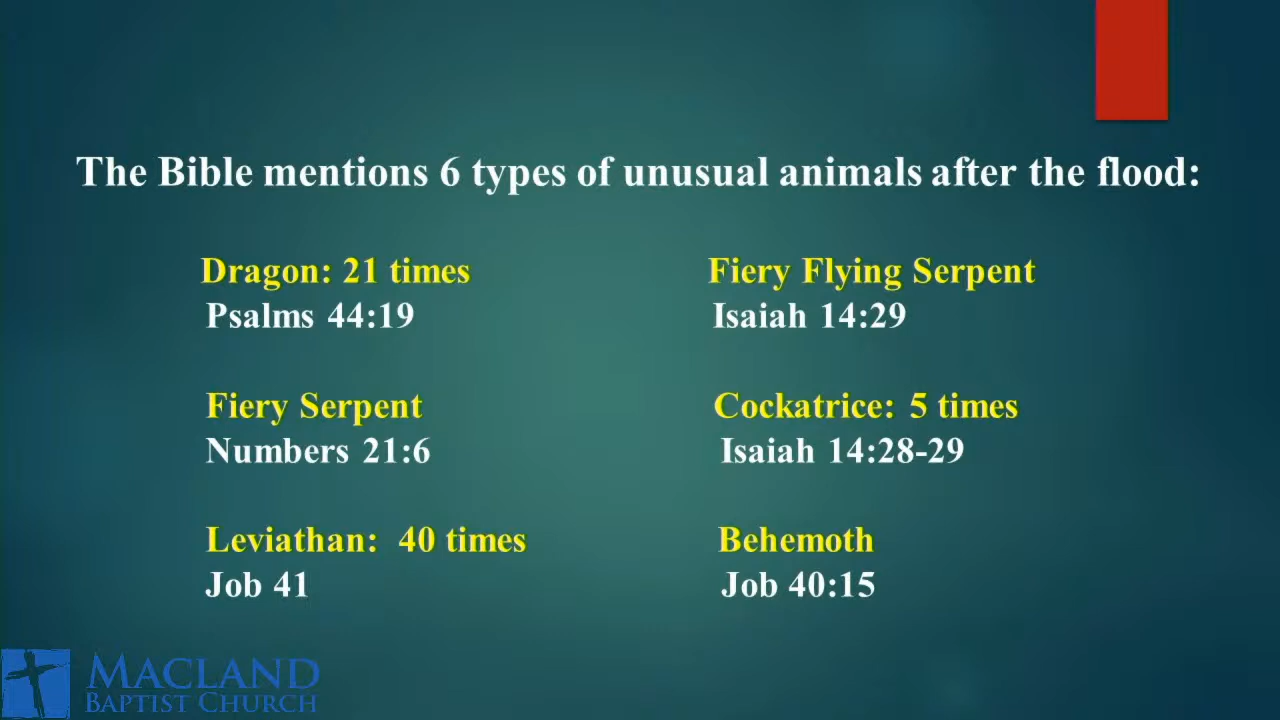 The Bible mentions 6 types of unusual animals after the flood:
Dragon: 21 times
Psalms 44:19
Fiery Flying Serpent
Isaiah 14:29
Fiery Serpent
Numbers 21:6
Cockatrice: 5 times
Isaiah 14:28-29
Leviathan: 40 times
Job 41
Behemoth
Job 40:15
MACLAND
BAPTIST CHURCH